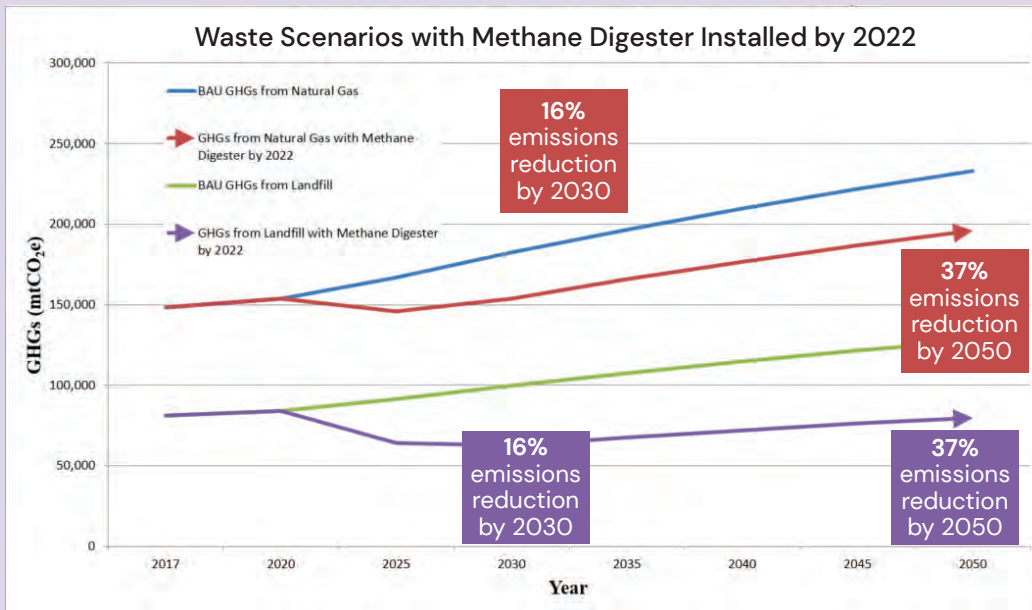 Waste Scenarios with Methane Digester Installed by 2022
300,000
250,000
200,000
150,000
100,000
50,000
0
GHGs (mtCO₂e)
BAU GHGs from Natural Gas
GHGs from Natural Gas with Methane
Digester by 2022
BAU GHGs from Landfill
GHGs from Landfill with Methane Digester
by 2022
16%
emissions
reduction
by 2030
37%
emissions
reduction
by 2050
16%
emissions
reduction
by 2030
37%
emissions
reduction
by 2050
2017
2020
2025
2030
2035
2040
2045
2050
Year